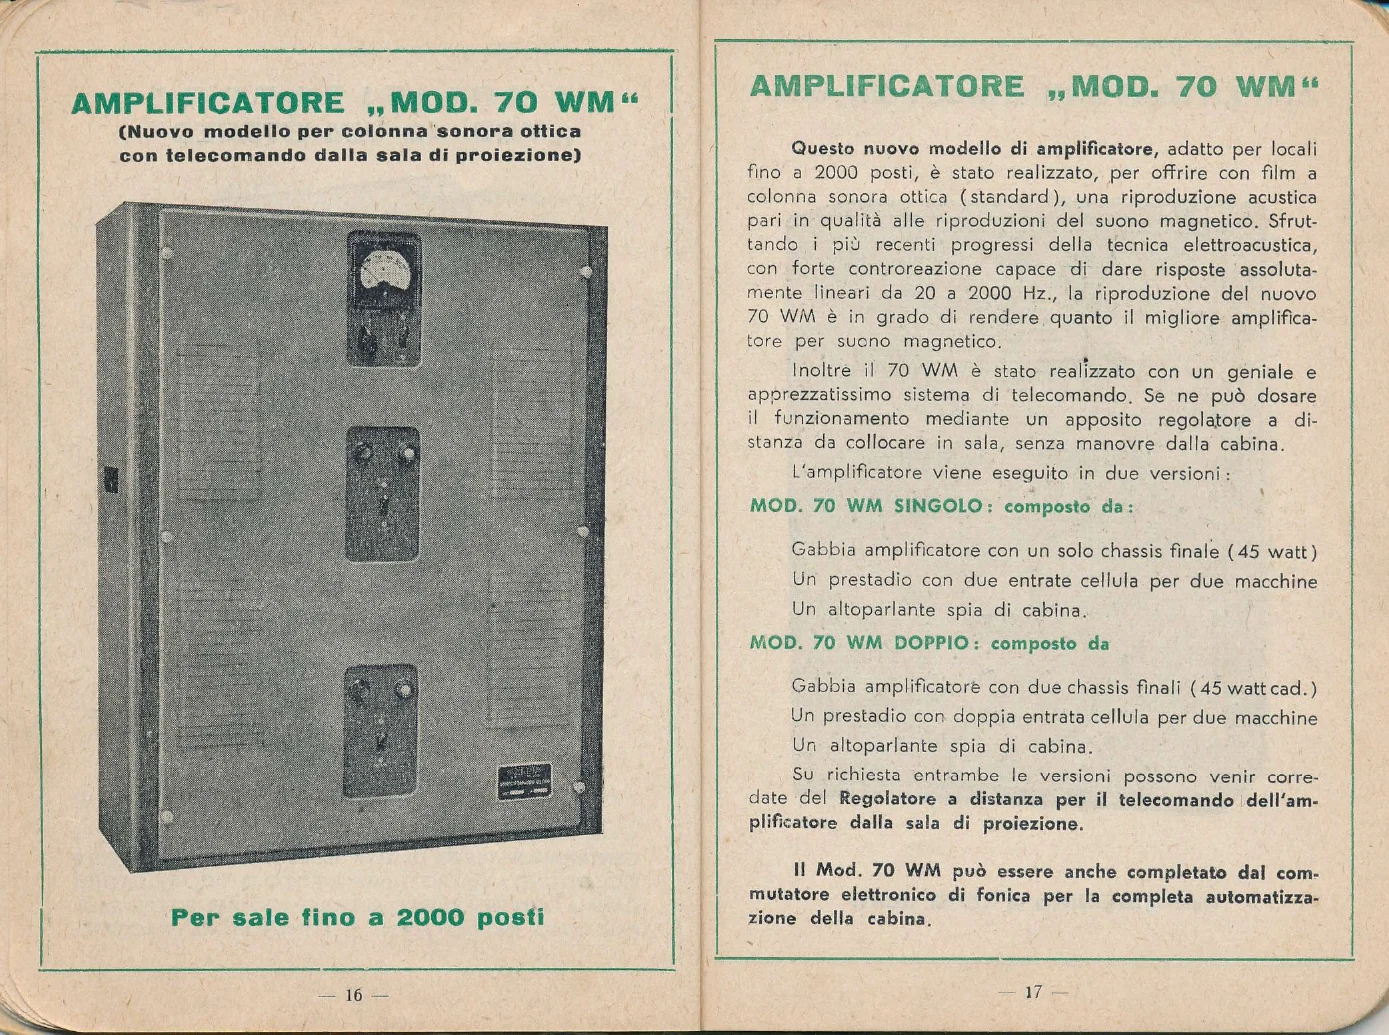 AMPLIFICATORE „MOD. 70 WM“
(Nuovo modello per colonna sonora ottica
con telecomando dalla sala di proiezione)
Per sale fino a 2000 posti
— 16 —
AMPLIFICATORE „MOD. 70 WM“
Questo nuovo modello di amplificatore, adatto per locali
fino a 2000 posti, è stato realizzato, per offrire con film a
colonna sonora ottica (standard), una riproduzione acustica
pari in qualità alle riproduzioni del suono magnetico. Sfrut-
tando i più recenti progressi della tecnica elettroacustica,
con forte controreazione capace di dare risposte assoluta-
mente lineari da 20 a 2000 Hz., la riproduzione del nuovo
70 WM è in grado di rendere quanto il migliore amplifica-
tore per suono magnetico.
Inoltre il 70 WM è stato realizzato con un geniale e
apprezzatissimo sistema di telecomando. Se ne può dosare
il funzionamento mediante un apposito regolatore a di-
stanza da collocare in sala, senza manovre dalla cabina.
L'amplificatore viene eseguito in due versioni:
MOD. 70 WM SINGOLO: composto da:
Gabbia amplificatore con un solo chassis finale (45 watt)
Un prestadio con due entrate cellula per due macchine
Un altoparlante spia di cabina.
MOD. 70 WM DOPPIO: composto da
Gabbia amplificatore con due chassis finali (45 watt cad.)
Un prestadio con doppia entrata cellula per due macchine
Un altoparlante spia di cabina.
Su richiesta entrambe le versioni possono venir corre-
date del Regolatore a distanza per il telecomando dell'am-
plificatore dalla sala di proiezione.
Il Mod. 70 WM può essere anche completato dal com-
mutatore elettronico di fonica per la completa automatizza-
zione della cabina.
— 17 —